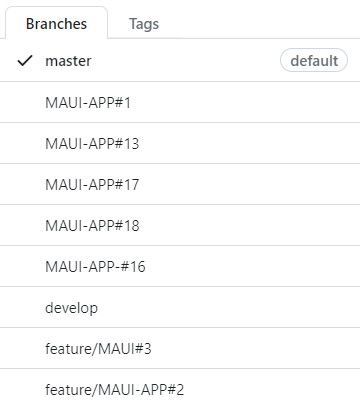 Branches Tags
master default
MAUI-APP#1
MAUI-APP#13
MAUI-APP#17
MAUI-APP#18
MAUI-APP-#16
develop
feature/MAUI#3
feature/MAUI-APP#2